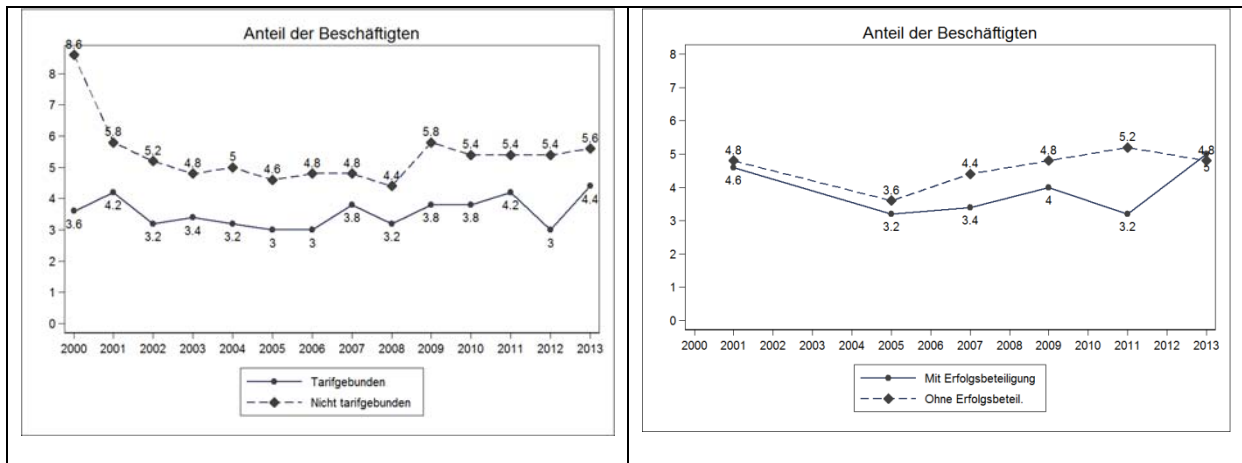 Anteil der Beschäftigten
8.6
8
7
6
5
4
3
2
1
0
5.8 5.2 4.8 5 4.6 4.8 4.8 4.4 5.8 5.4 5.4 5.4 5.6
3.6 4.2 3.2 3.4 3.2 3 3 3.8 3.2 3.8 3.8 4.2 3 4.4
2000 2001 2002 2003 2004 2005 2006 2007 2008 2009 2010 2011 2012 2013
Tarifgebunden
Nicht tarifgebunden
Anteil der Beschäftigten
8
7
6
5
4
3
2
1
0
4.8 3.6 4.4 4.8 5.2 4.8
4.6 3.2 3.4 4 3.2 5
2000 2001 2002 2003 2004 2005 2006 2007 2008 2009 2010 2011 2012 2013
Mit Erfolgsbeteiligung
Ohne Erfolgsbeteil.